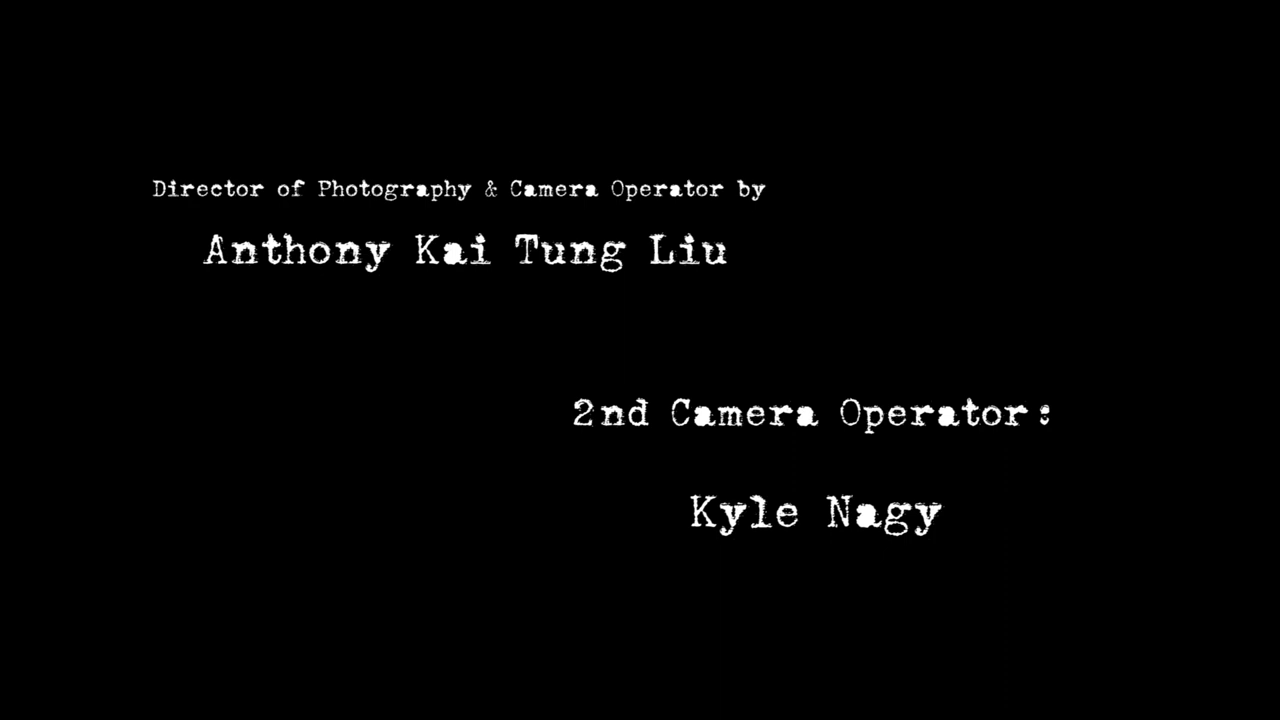 Director of Photography & Camera Operator by
Anthony Kai Tung Liu
2nd Camera Operator:
Kyle Nagy